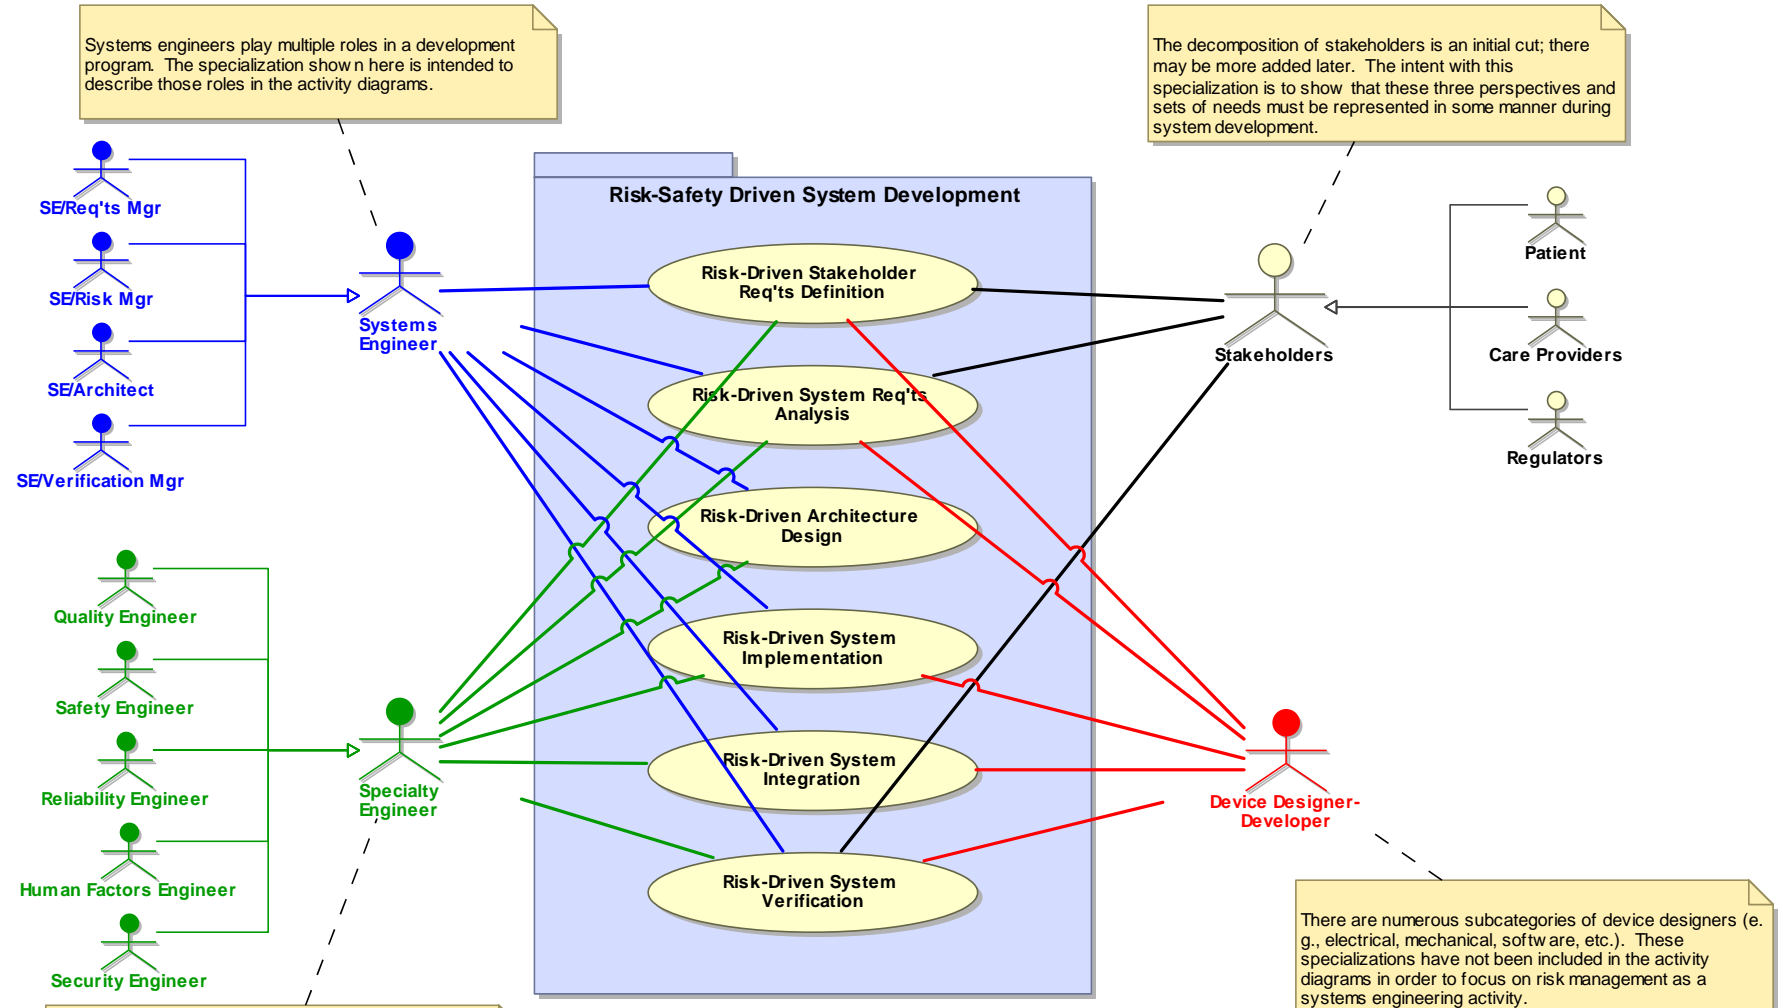 Systems engineers play multiple roles in a development
program. The specialization shown here is intended to
describe those roles in the activity diagrams.
The decomposition of stakeholders is an initial cut; there
may be more added later. The intent with this
specialization is to show that these three perspectives and
sets of needs must be represented in some manner during
system development.
SE/Req'ts Mgr
SE/Risk Mgr
SE/Architect
SE/Verification Mgr
Systems
Engineer
Risk-Safety Driven System Development
Risk-Driven Stakeholder
Req'ts Definition
Risk-Driven System Req'ts
Analysis
Risk-Driven Architecture
Design
Risk-Driven System
Implementation
Risk-Driven System
Integration
Risk-Driven System
Verification
Stakeholders
Patient
Care Providers
Regulators
Quality Engineer
Safety Engineer
Reliability Engineer
Human Factors Engineer
Security Engineer
Specialty
Engineer
Device Designer-
Developer
There are numerous subcategories of device designers (e.
g., electrical, mechanical, software, etc.). These
specializations have not been included in the activity
diagrams in order to focus on risk management as a
systems engineering activity.